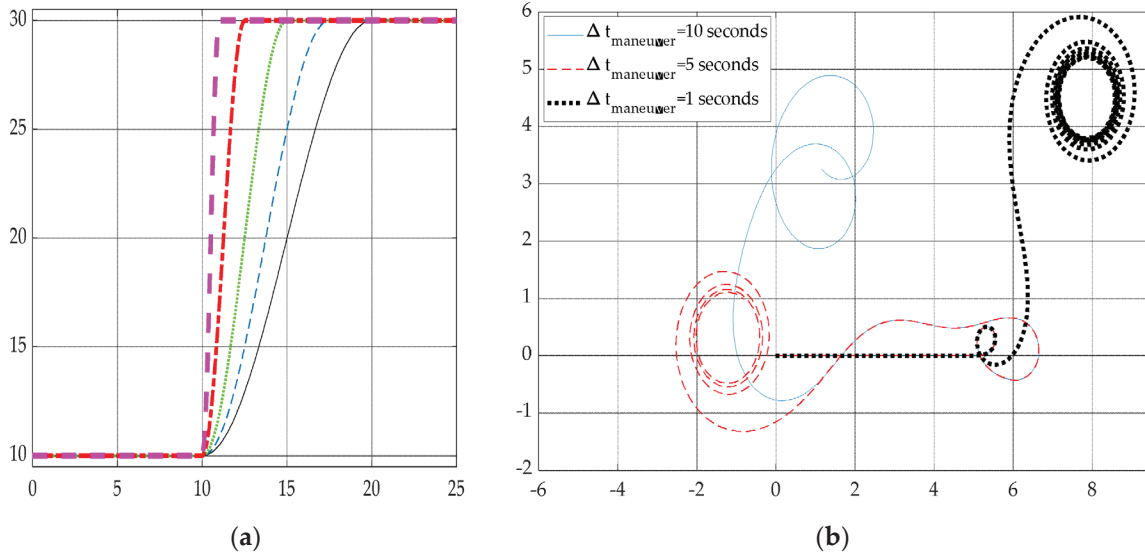 30
25
20
15
10
0 5 10 15 20 25
(a)
Δ t maneuver=10 seconds
Δ t maneuver=5 seconds
Δ t maneuver=1 seconds
6
5
4
3
2
1
0
-1
-2
-6 -4 -2 0 2 4 6 8
(b)